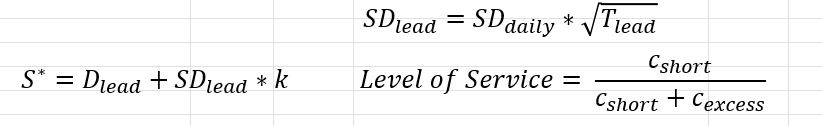 SD_lead = SD_daily * √T_lead
S* = D_lead + SD_lead * k
Level of Service = c_short / (c_short + c_excess)